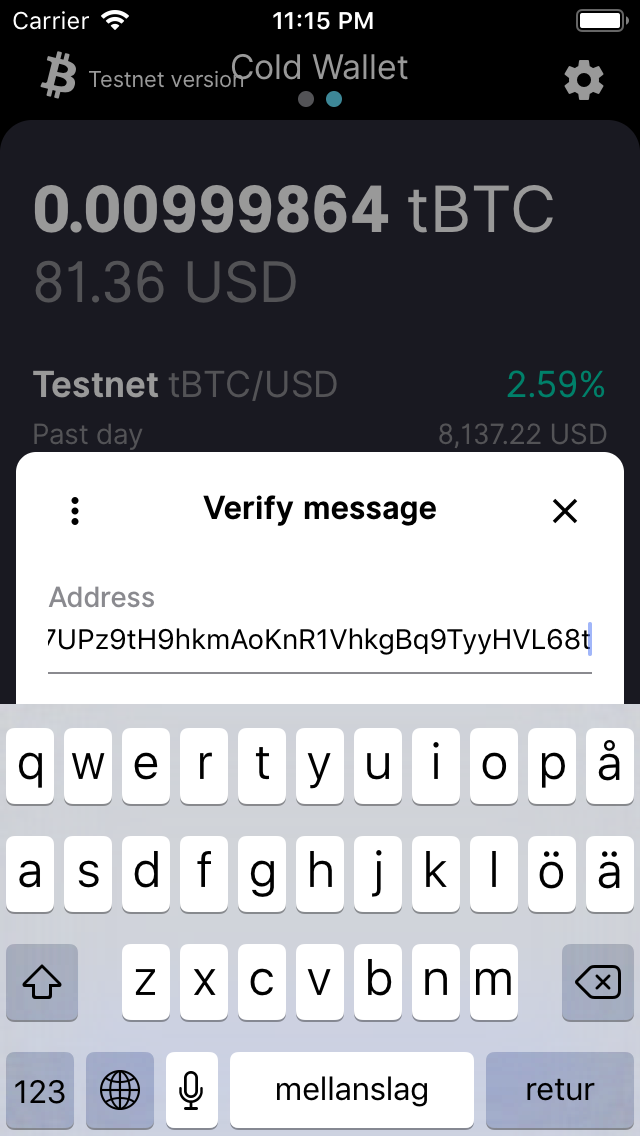 Carrier 11:15 PM
Testnet version Cold Wallet
0.00999864 tBTC
81.36 USD
Testnet tBTC/USD 2.59%
Past day 8,137.22 USD
Verify message
Address
7UPz9tH9hkmAoKnR1VhkgBq9TyyHVL68t
q w e r t y u i o p å
a s d f g h j k l ö ä
z x c v b n m
123 mellanslag retur